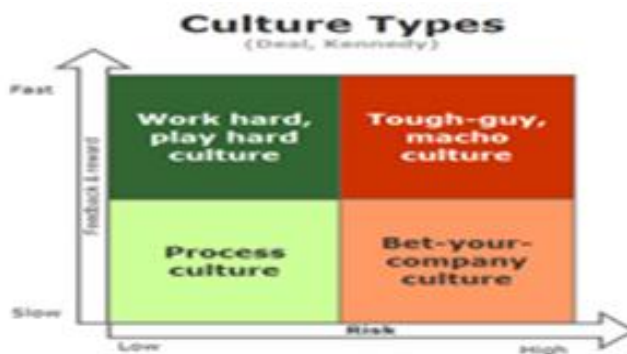 Culture Types
(Deal, Kennedy)
Fast
Feedback & reward
Work hard,
play hard
culture
Tough-guy,
macho
culture
Process
culture
Bet-your-
company
culture
Slow
Risk
Low
High